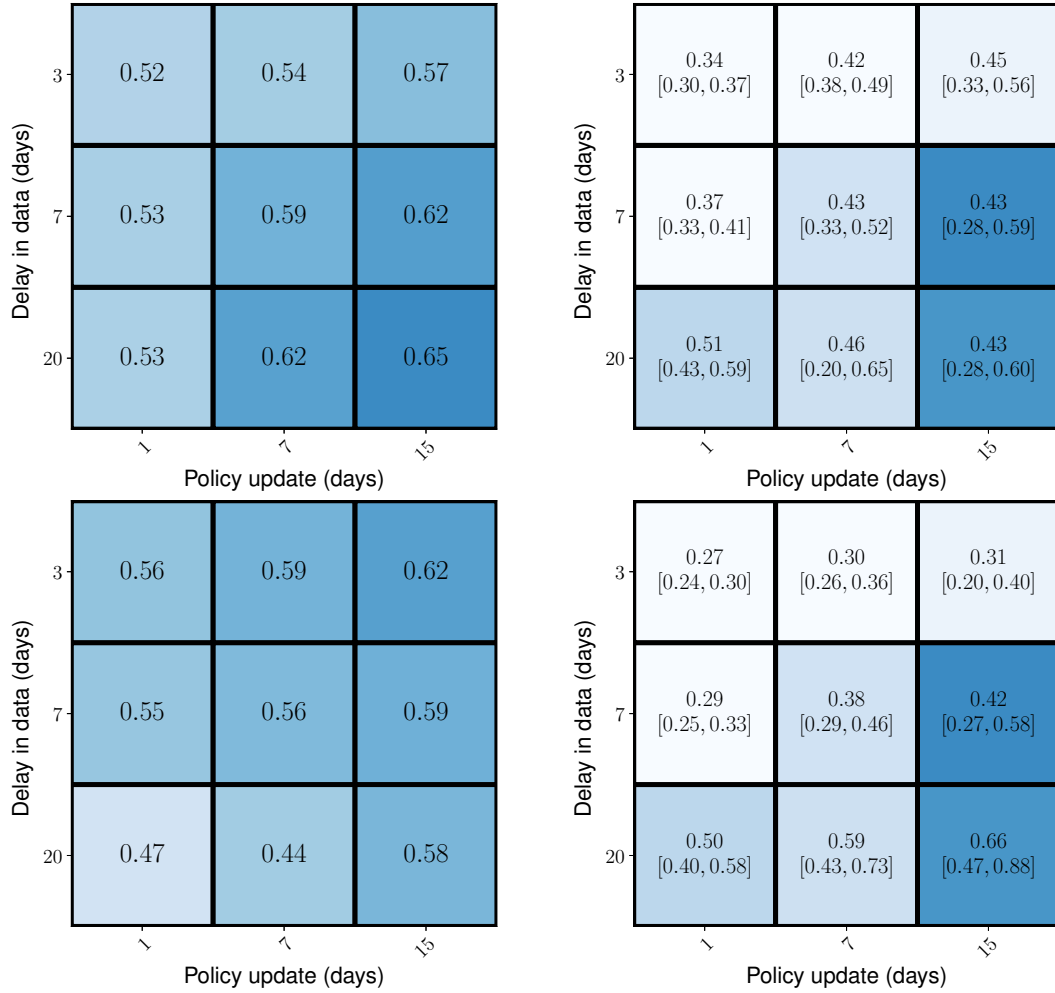 0.52 0.54 0.57
0.53 0.59 0.62
0.53 0.62 0.65
3
7
20
1 7 15
Delay in data (days)
Policy update (days)
0.34 0.42 0.45
[0.30, 0.37] [0.38, 0.49] [0.33, 0.56]
0.37 0.43 0.43
[0.33, 0.41] [0.33, 0.52] [0.28, 0.59]
0.51 0.46 0.43
[0.43, 0.59] [0.20, 0.65] [0.28, 0.60]
3
7
20
1 7 15
Delay in data (days)
Policy update (days)
0.56 0.59 0.62
0.55 0.56 0.59
0.47 0.44 0.58
3
7
20
1 7 15
Delay in data (days)
Policy update (days)
0.27 0.30 0.31
[0.24, 0.30] [0.26, 0.36] [0.20, 0.40]
0.29 0.38 0.42
[0.25, 0.33] [0.29, 0.46] [0.27, 0.58]
0.50 0.59 0.66
[0.40, 0.58] [0.43, 0.73] [0.47, 0.88]
3
7
20
1 7 15
Delay in data (days)
Policy update (days)